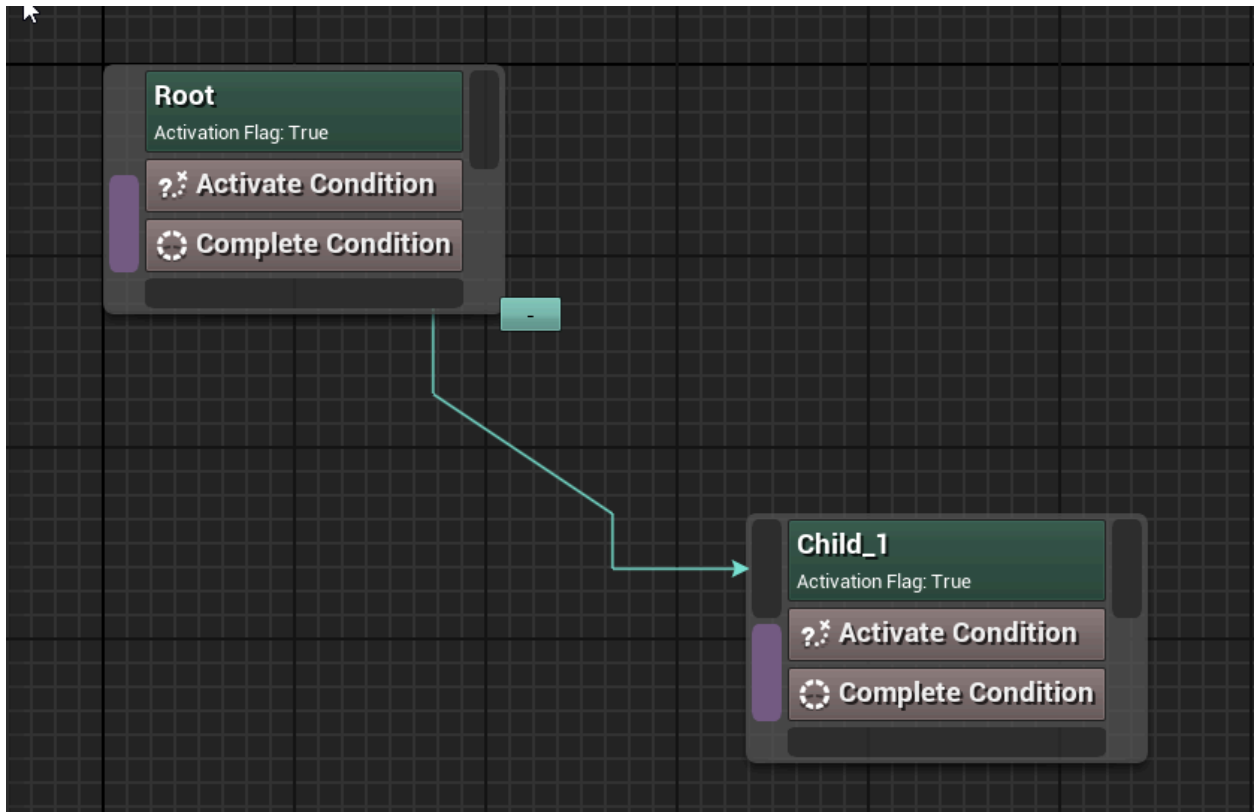 Root
Activation Flag: True
Activate Condition
Complete Condition
-
Child_1
Activation Flag: True
Activate Condition
Complete Condition